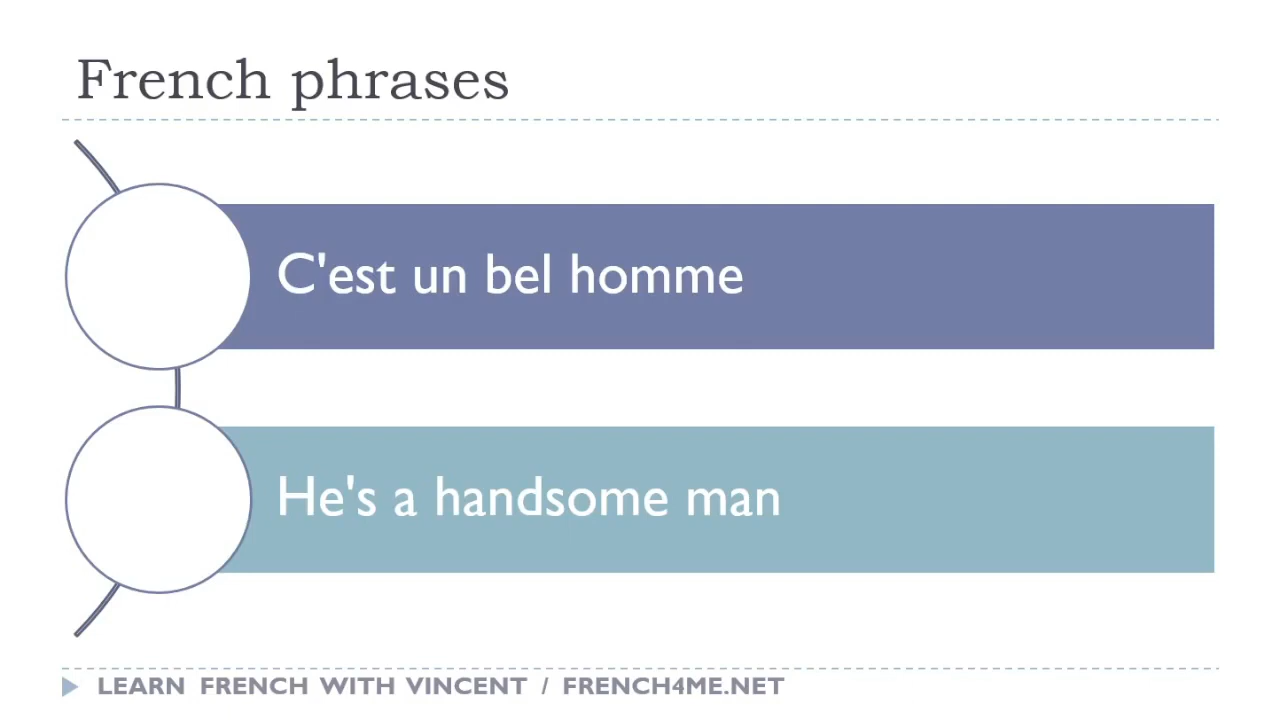 French phrases
C'est un bel homme
He's a handsome man
LEARN FRENCH WITH VINCENT / FRENCH4ME.NET